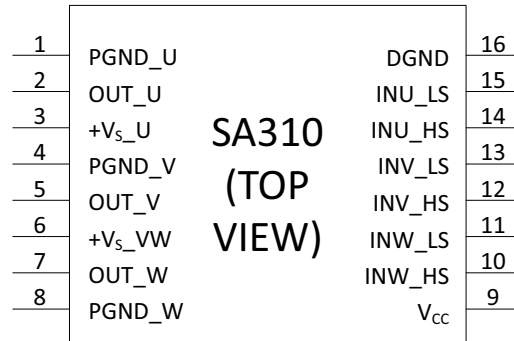 1 PGND_U DGND 16
2 OUT_U INU_LS 15
3 +VS_U INU_HS 14
4 PGND_V INV_LS 13
5 OUT_V INV_HS 12
6 +VS_VW INW_LS 11
7 OUT_W INW_HS 10
8 PGND_W VCC 9
SA310
(TOP
VIEW)